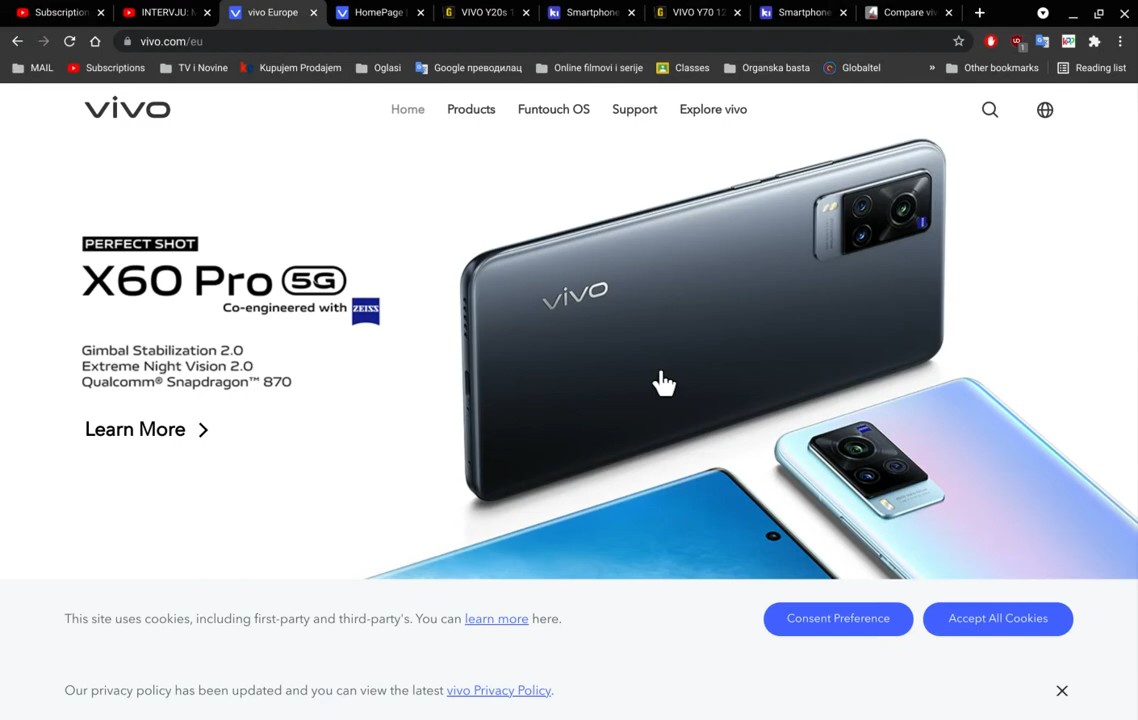 Subscription
INTERVJU: N
vivo Europe
HomePage |
VIVO Y20s 1
Smartphone
VIVO Y70 12
Smartphone
Compare viv
vivo.com/eu
MAIL
Subscriptions
TV i Novine
Kupujem Prodajem
Oglasi
Google преводилац
Online filmovi i serije
Classes
Organska basta
Globaltel
»
Other bookmarks
Reading list
vivo
Home
Products
Funtouch OS
Support
Explore vivo
PERFECT SHOT
X60 Pro 5G
Co-engineered with ZEISS
Gimbal Stabilization 2.0
Extreme Night Vision 2.0
Qualcomm® Snapdragon™ 870
Learn More
vivo
This site uses cookies, including first-party and third-party's. You can learn more here.
Consent Preference
Accept All Cookies
Our privacy policy has been updated and you can view the latest vivo Privacy Policy.